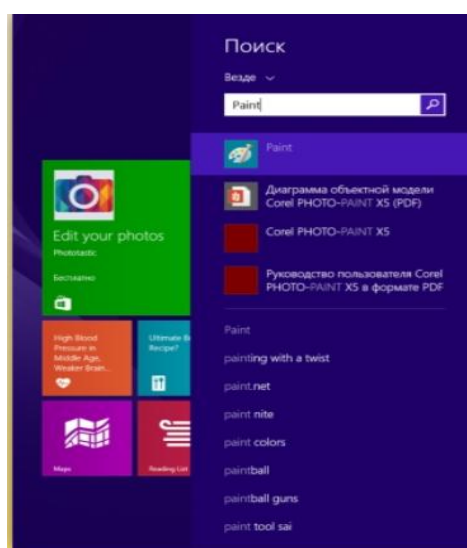 Поиск
Везде
Paint
Paint
Диаграмма объектной модели
Corel PHOTO-PAINT X5 (PDF)
Corel PHOTO-PAINT X5
Руководство пользователя Corel
PHOTO-PAINT X5 в формате PDF
Paint
painting with a twist
paint.net
paint nite
paint colors
paintball
paintball guns
paint tool sai
Edit your photos
Phototastic
Бесплатно
High Blood
Pressure in
Middle Age,
Weaker Brain...
Ultimate
Recipe?
Maps
Reading List